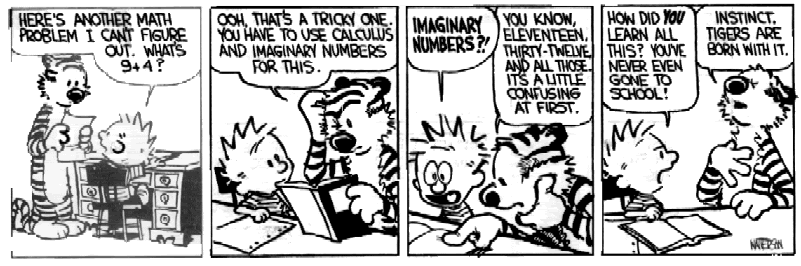 HERE'S ANOTHER MATH
PROBLEM I CAN'T FIGURE
OUT. WHAT'S
9+4?
OOH, THAT'S A TRICKY ONE.
YOU HAVE TO USE CALCULUS
AND IMAGINARY NUMBERS
FOR THIS.
IMAGINARY
NUMBERS?!
YOU KNOW,
ELEVENTEEN,
THIRTY-TWELVE,
AND ALL THOSE.
IT'S A LITTLE
CONFUSING
AT FIRST.
HOW DID YOU
LEARN ALL
THIS? YOU'VE
NEVER EVEN
GONE TO
SCHOOL!
INSTINCT.
TIGERS ARE
BORN WITH IT.
WATTERSON